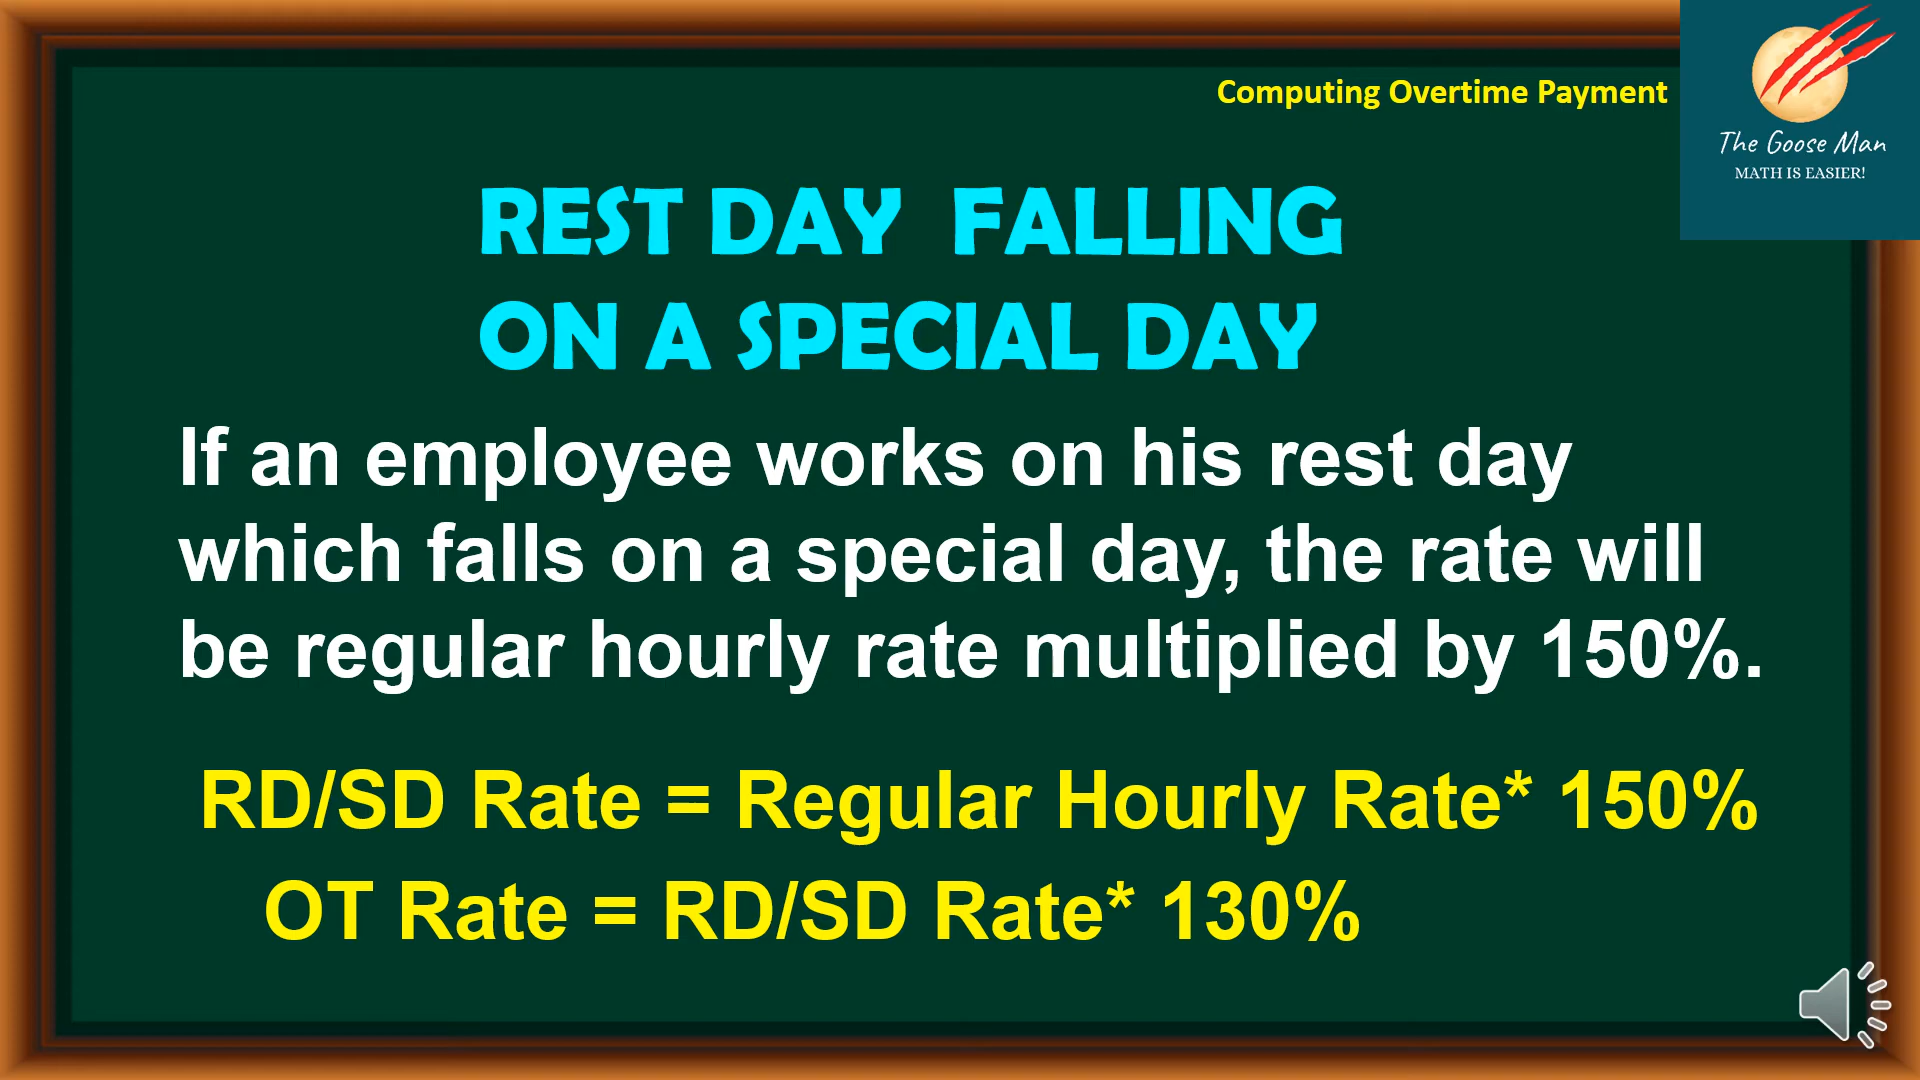 Computing Overtime Payment
The Goose Man
MATH IS EASIER!
REST DAY FALLING
ON A SPECIAL DAY
If an employee works on his rest day
which falls on a special day, the rate will
be regular hourly rate multiplied by 150%.
RD/SD Rate = Regular Hourly Rate* 150%
OT Rate = RD/SD Rate* 130%